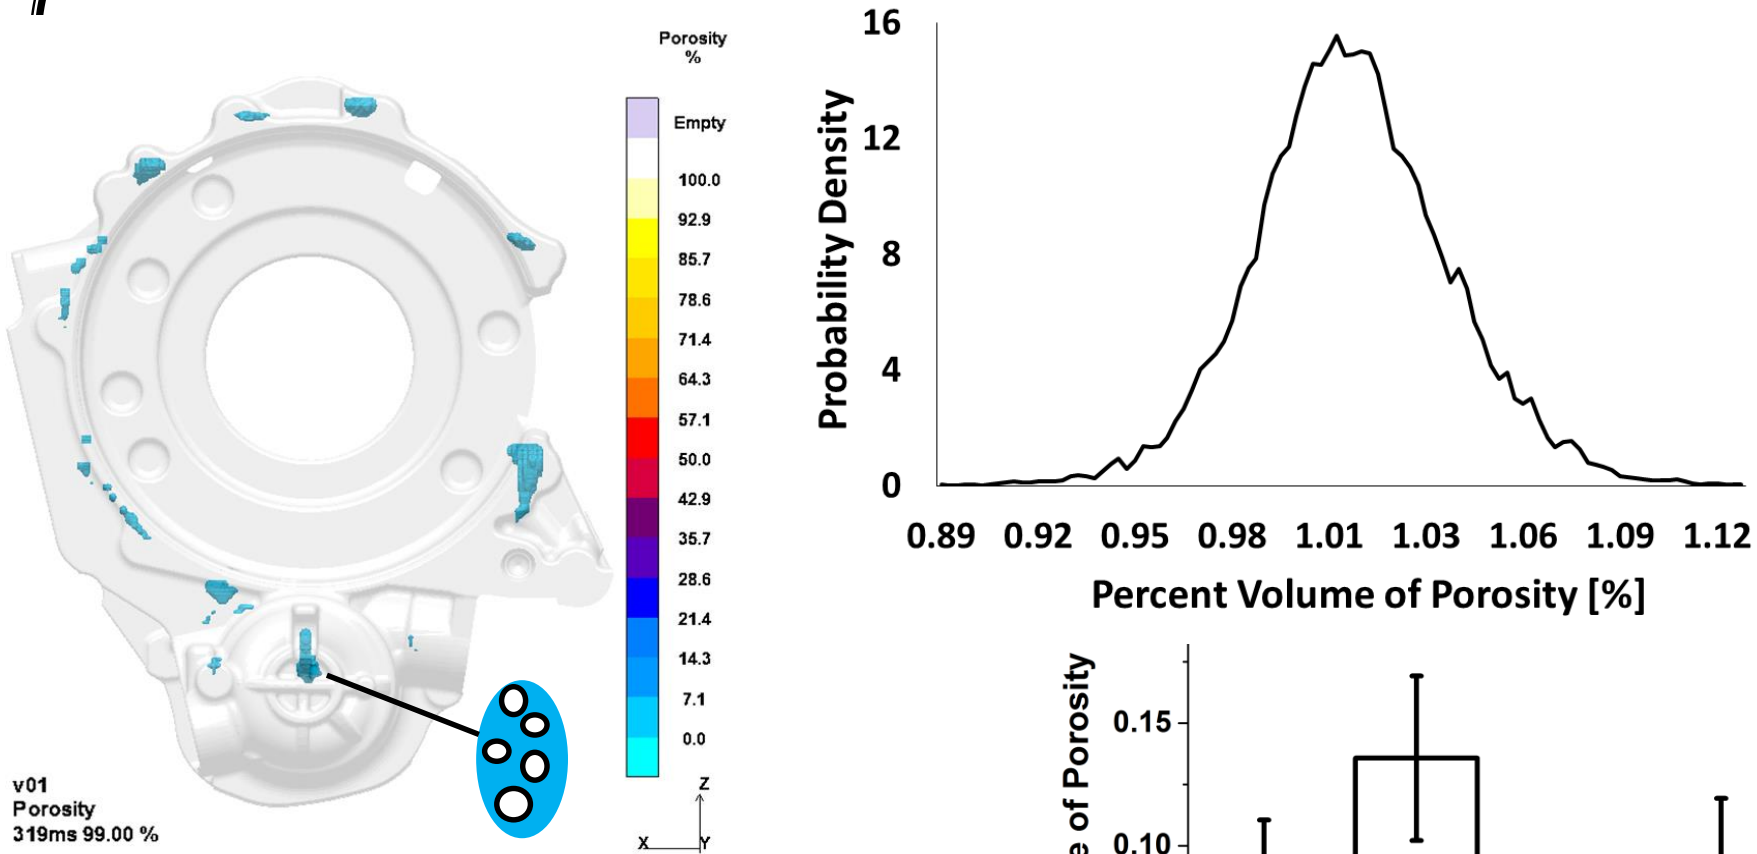 Porosity
%
Empty
100.0
92.9
85.7
78.6
71.4
64.3
57.1
50.0
42.9
35.7
28.6
21.4
14.3
7.1
0.0
Z
X
Y
v01
Porosity
319ms 99.00 %
Probability Density
16
12
8
4
0
0.89 0.92 0.95 0.98 1.01 1.03 1.06 1.09 1.12
Percent Volume of Porosity [%]
e of Porosity
0.15
0.10